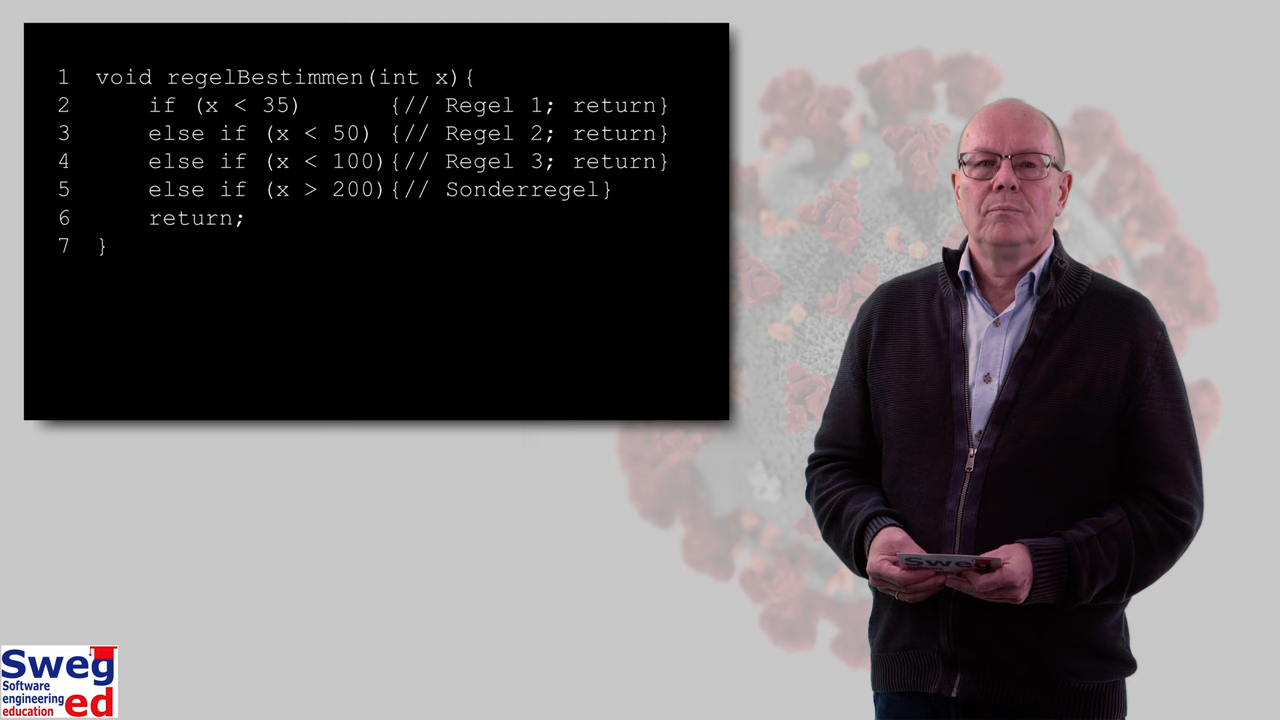 1 void regelBestimmen(int x){
2 if (x < 35) {// Regel 1; return}
3 else if (x < 50) {// Regel 2; return}
4 else if (x < 100){// Regel 3; return}
5 else if (x > 200){// Sonderregel}
6 return;
7 }
Sweg
Sweg
Software
engineering
education ed